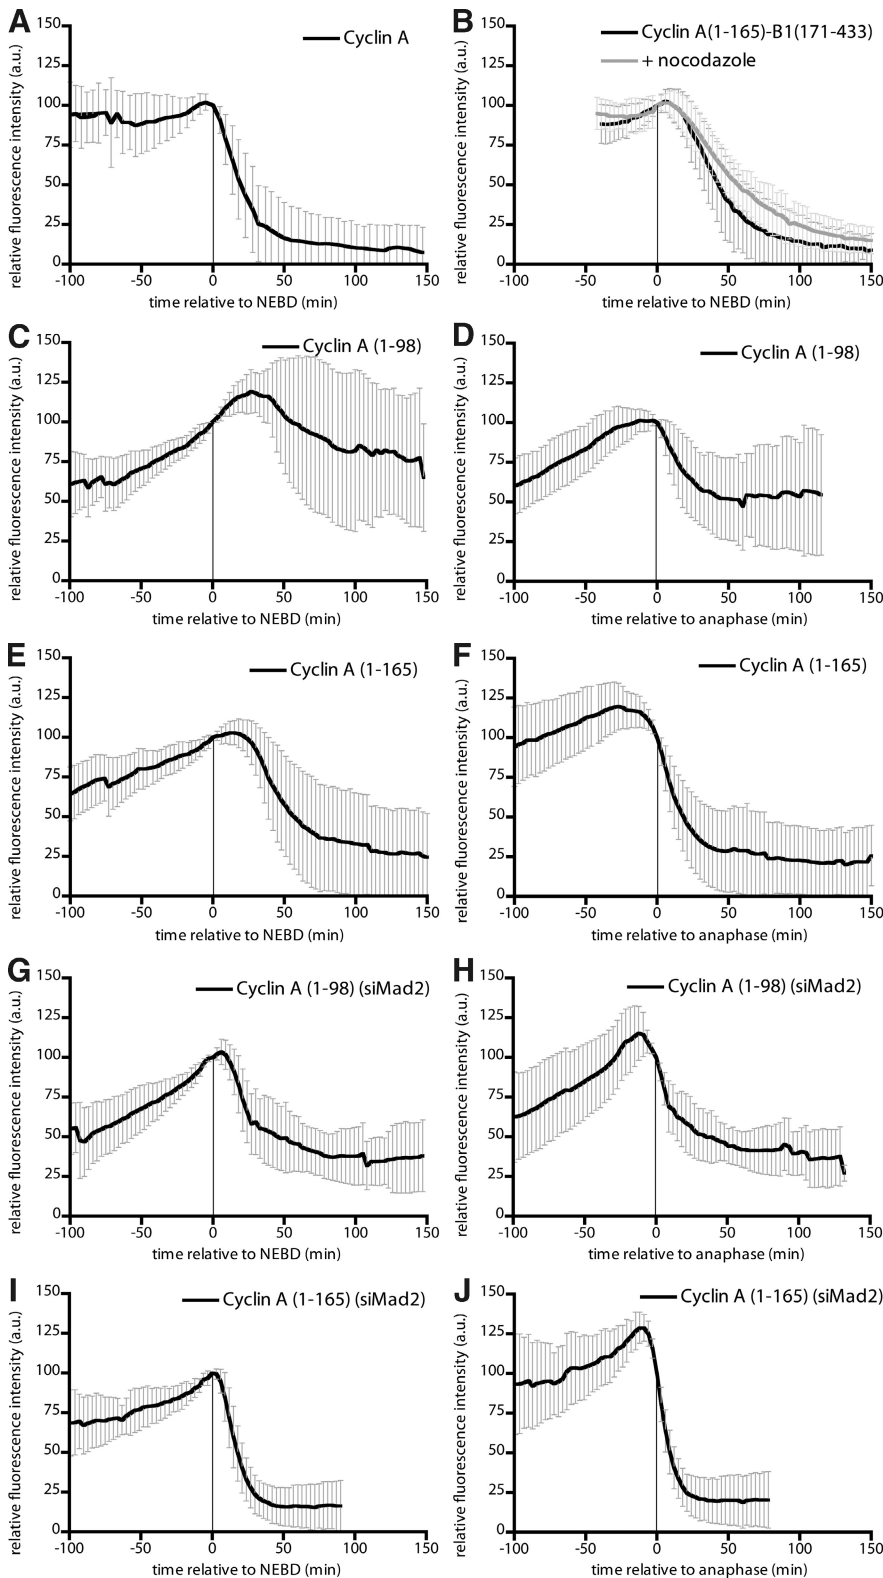 A
Cyclin A
relative fluorescence intensity (a.u.)
150
125
100
75
50
25
0
-100 -50 0 50 100 150
time relative to NEBD (min)
B
Cyclin A(1-165)-B1(171-433)
+ nocodazole
relative fluorescence intensity (a.u.)
150
125
100
75
50
25
0
-100 -50 0 50 100 150
time relative to NEBD (min)
C
Cyclin A (1-98)
relative fluorescence intensity (a.u.)
150
125
100
75
50
25
0
-100 -50 0 50 100 150
time relative to NEBD (min)
D
Cyclin A (1-98)
relative fluorescence intensity (a.u.)
150
125
100
75
50
25
0
-100 -50 0 50 100 150
time relative to anaphase (min)
E
Cyclin A (1-165)
relative fluorescence intensity (a.u.)
150
125
100
75
50
25
0
-100 -50 0 50 100 150
time relative to NEBD (min)
F
Cyclin A (1-165)
relative fluorescence intensity (a.u.)
150
125
100
75
50
25
0
-100 -50 0 50 100 150
time relative to anaphase (min)
G
Cyclin A (1-98) (siMad2)
relative fluorescence intensity (a.u.)
150
125
100
75
50
25
0
-100 -50 0 50 100 150
time relative to NEBD (min)
H
Cyclin A (1-98) (siMad2)
relative fluorescence intensity (a.u.)
150
125
100
75
50
25
0
-100 -50 0 50 100 150
time relative to anaphase (min)
I
Cyclin A (1-165) (siMad2)
relative fluorescence intensity (a.u.)
150
125
100
75
50
25
0
-100 -50 0 50 100 150
time relative to NEBD (min)
J
Cyclin A (1-165) (siMad2)
relative fluorescence intensity (a.u.)
150
125
100
75
50
25
0
-100 -50 0 50 100 150
time relative to anaphase (min)